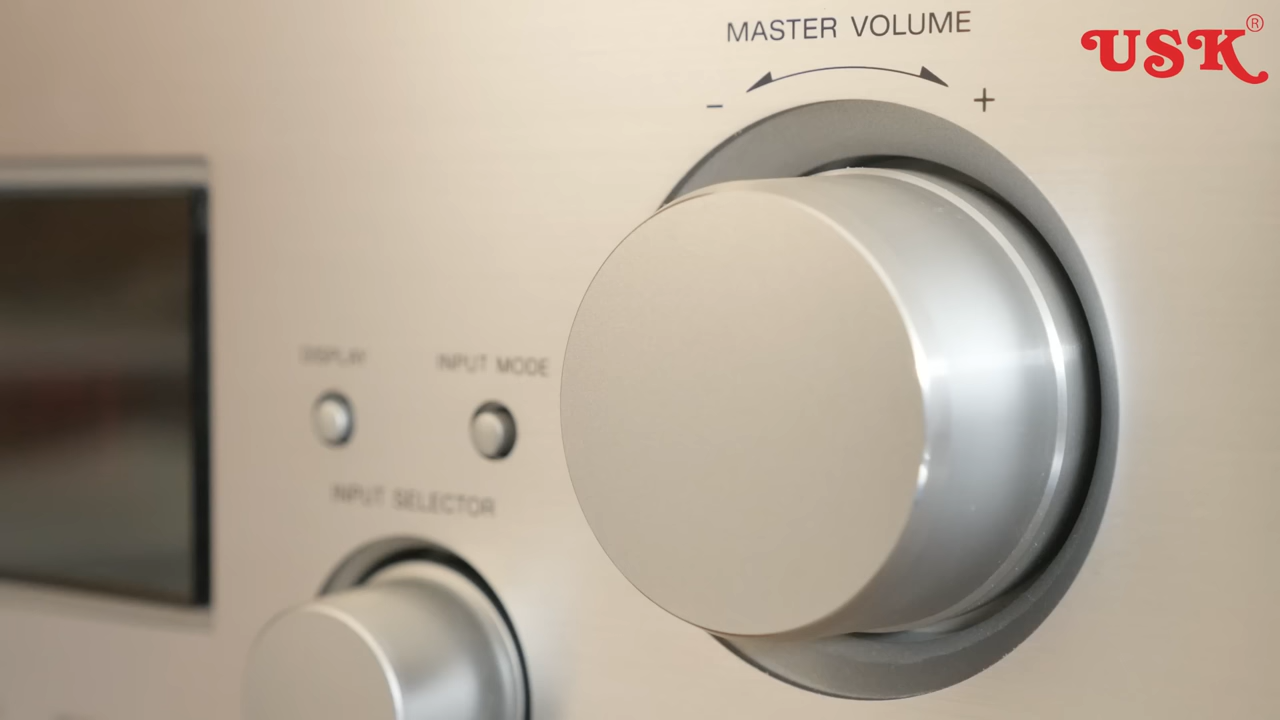 MASTER VOLUME
USK®
- +
DISPLAY
INPUT MODE
INPUT SELECTOR